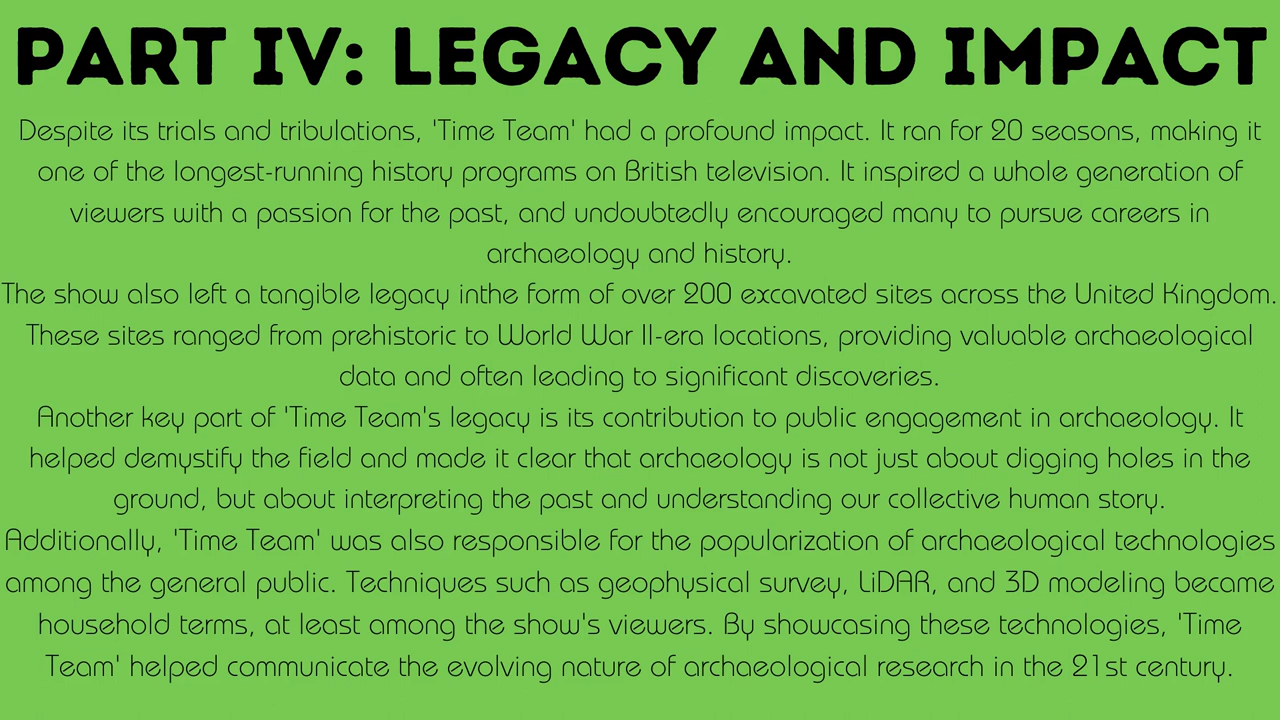 PART IV: LEGACY AND IMPACT
Despite its trials and tribulations, 'Time Team' had a profound impact. It ran for 20 seasons, making it
one of the longest-running history programs on British television. It inspired a whole generation of
viewers with a passion for the past, and undoubtedly encouraged many to pursue careers in
archaeology and history.
The show also left a tangible legacy inthe form of over 200 excavated sites across the United Kingdom.
These sites ranged from prehistoric to World War II-era locations, providing valuable archaeological
data and often leading to significant discoveries.
Another key part of 'Time Team's legacy is its contribution to public engagement in archaeology. It
helped demystify the field and made it clear that archaeology is not just about digging holes in the
ground, but about interpreting the past and understanding our collective human story.
Additionally, 'Time Team' was also responsible for the popularization of archaeological technologies
among the general public. Techniques such as geophysical survey, LiDAR, and 3D modeling became
household terms, at least among the show's viewers. By showcasing these technologies, 'Time
Team' helped communicate the evolving nature of archaeological research in the 21st century.